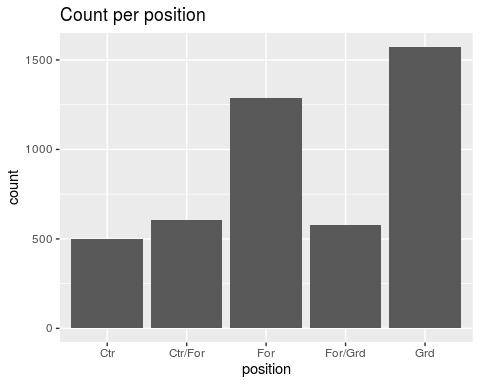 Count per position
1500
1000
500
0
count
Ctr Ctr/For For For/Grd Grd
position